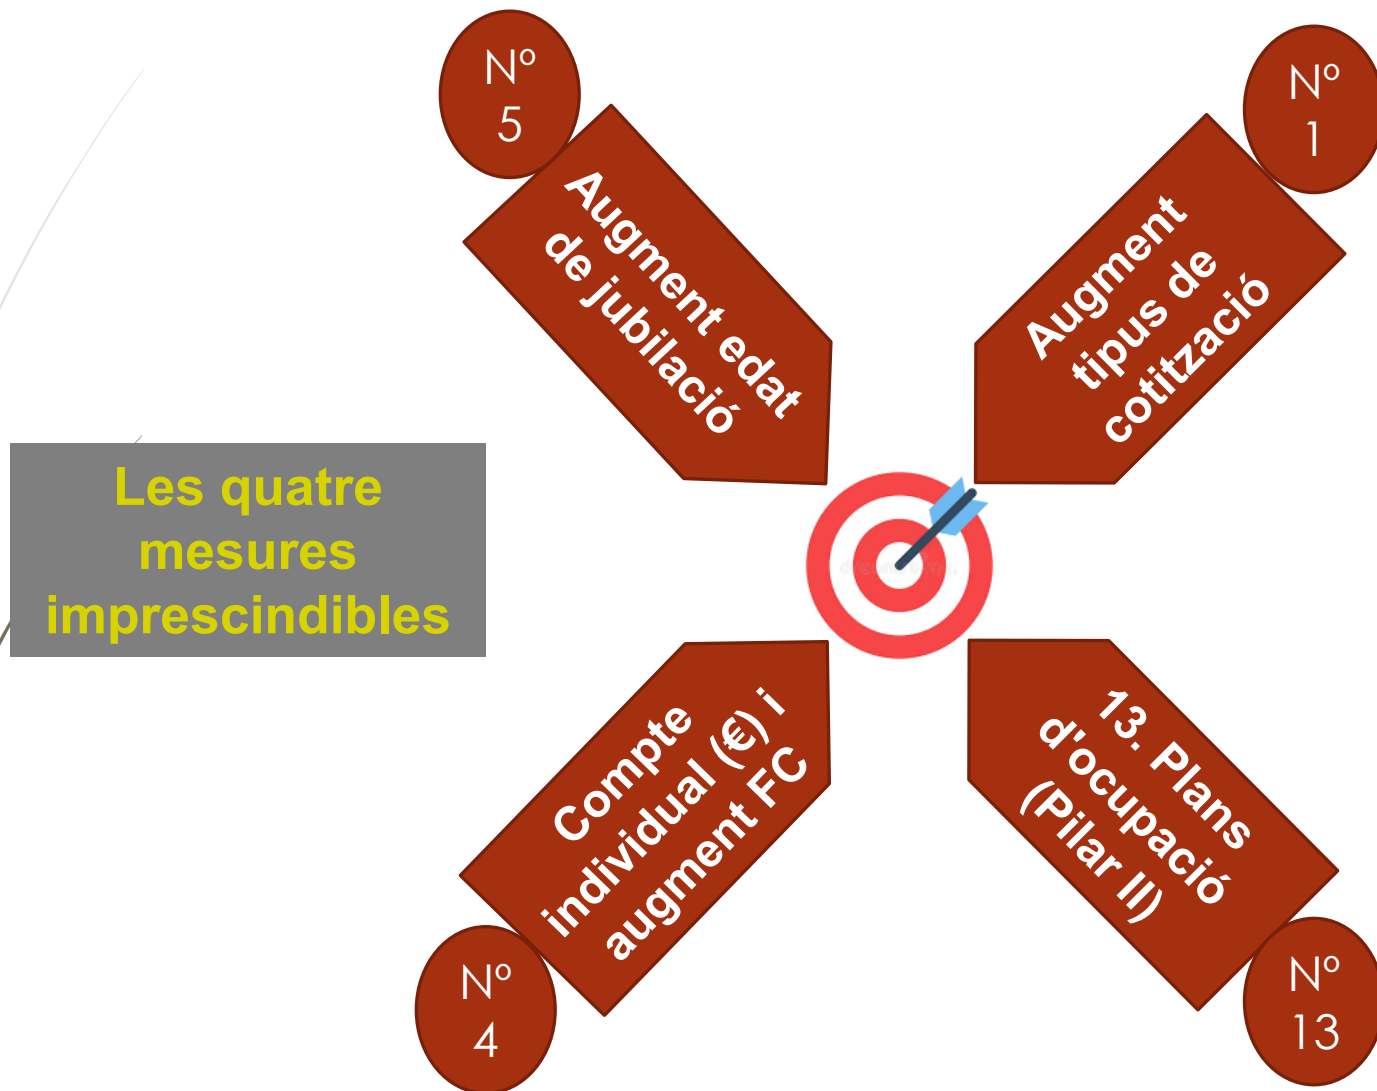 Nº
5
Augment edat
de jubilació
Nº
1
Augment
tipus de
cotització
Les quatre
mesures
imprescindibles
Compte
individual (€) i
augment FC
Nº
4
13. Plans
d'ocupació
(Pilar II)
Nº
13